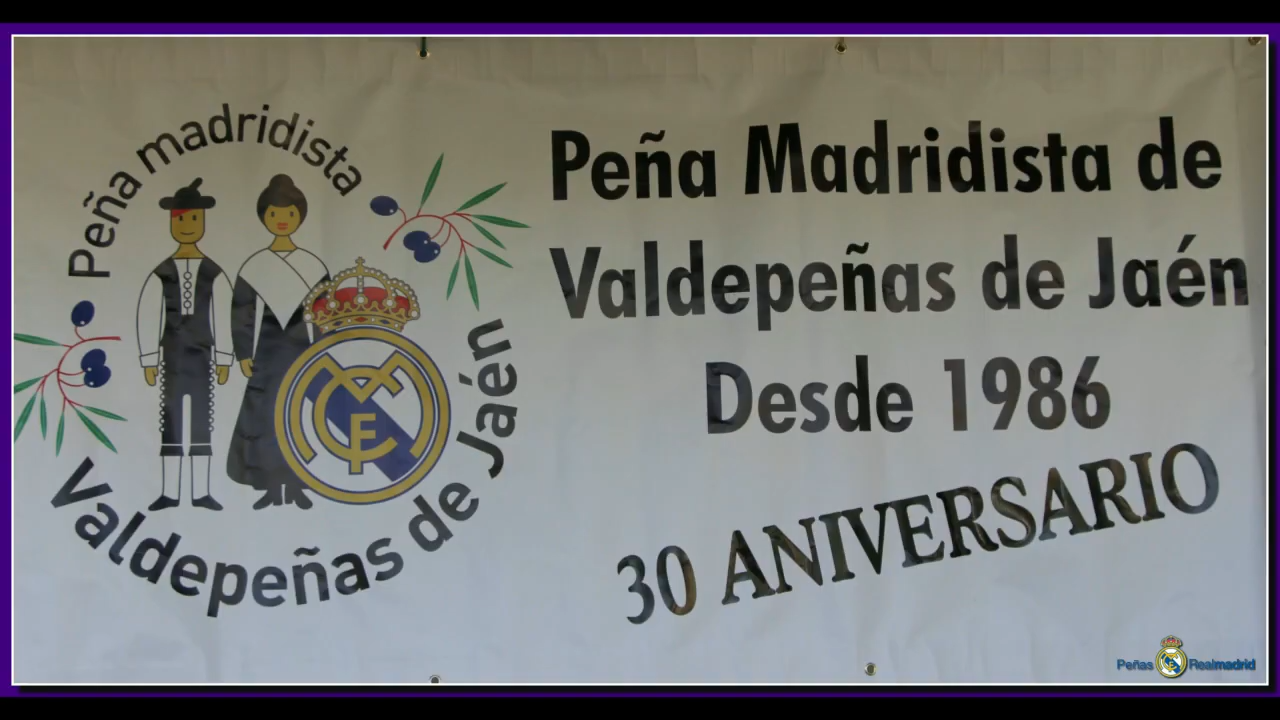 Peña madridista
Valdepeñas de Jaén
Peña Madridista de
Valdepeñas de Jaén
Desde 1986
30 ANIVERSARIO
Peñas Realmadrid